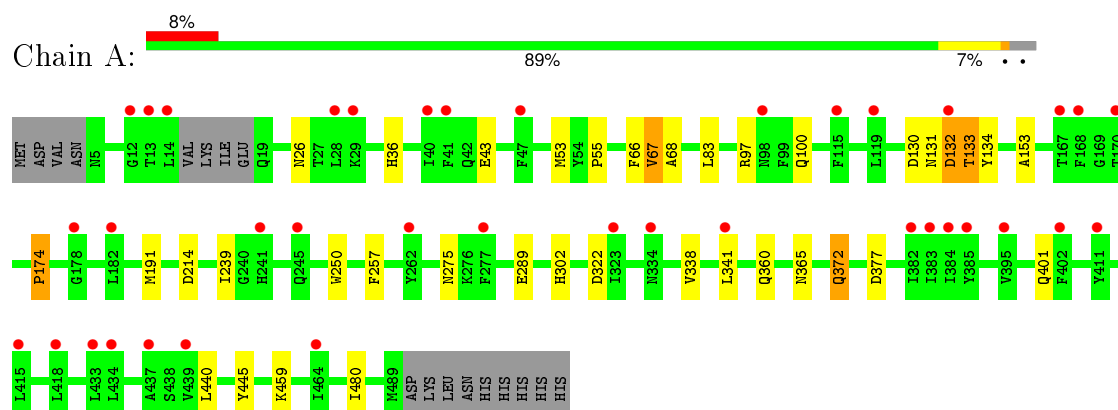 8%
Chain A:
89% 7% • •
MET ASP VAL ASN N5 G12 T13 L14 VAL LYS ILE GLU Q19 N26 T27 L28 K29 H36 I40 F41 Q42 E43 F47 M53 Y54 P55 F66 V67 A68 L83 R97 N98 F99 Q100 F115 L119 D130 N131 D132 T133 Y134 A153 T167 F168 G169 T170
P174 G178 L182 M191 D214 I239 G240 H241 Q245 W250 F257 Y262 N275 K276 F277 E289 H302 D322 I323 N334 V338 L341 Q360 N365 Q372 D377 I382 I383 I384 Y385 V395 Q401 F402 Y411
L415 L418 L433 L434 A437 S438 V439 L440 Y445 K459 I464 I480 M489 ASP LYS LEU ASN HIS HIS HIS HIS HIS HIS